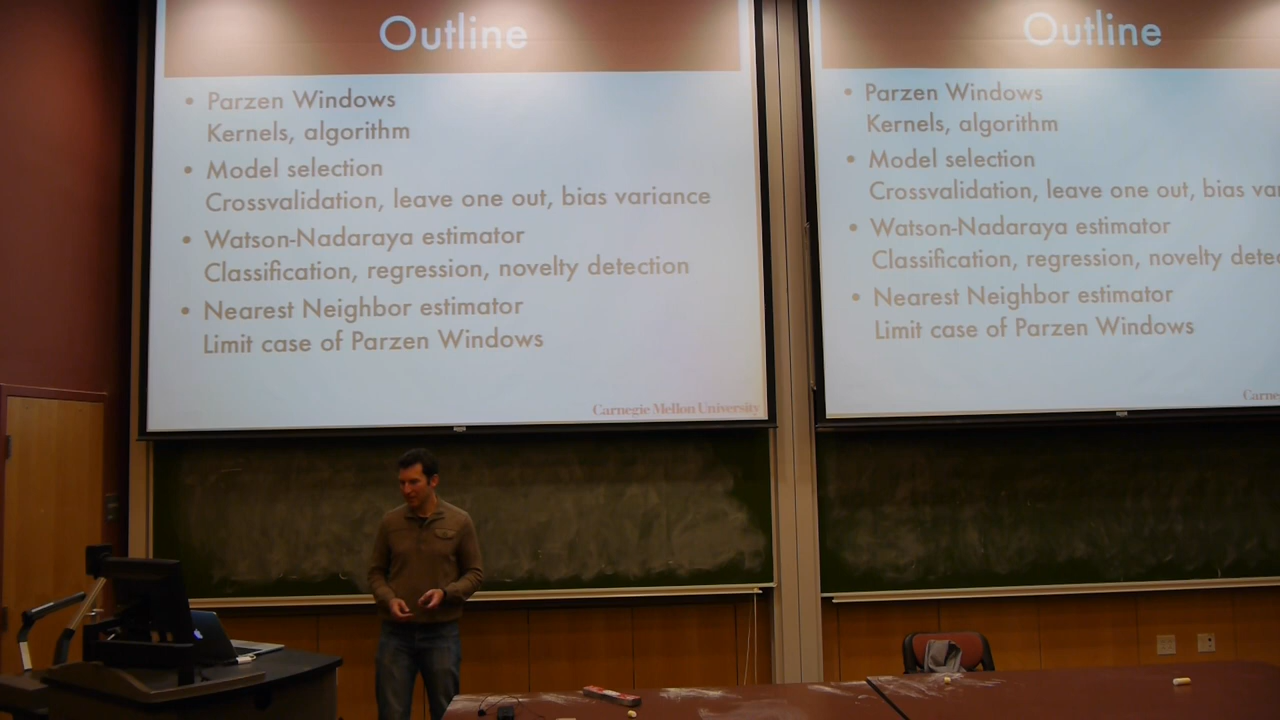 Outline
• Parzen Windows
Kernels, algorithm
• Model selection
Crossvalidation, leave one out, bias variance
• Watson-Nadaraya estimator
Classification, regression, novelty detection
• Nearest Neighbor estimator
Limit case of Parzen Windows
Carnegie Mellon University
Outline
• Parzen Windows
Kernels, algorithm
• Model selection
Crossvalidation, leave one out, bias var
• Watson-Nadaraya estimator
Classification, regression, novelty detec
• Nearest Neighbor estimator
Limit case of Parzen Windows
Carne